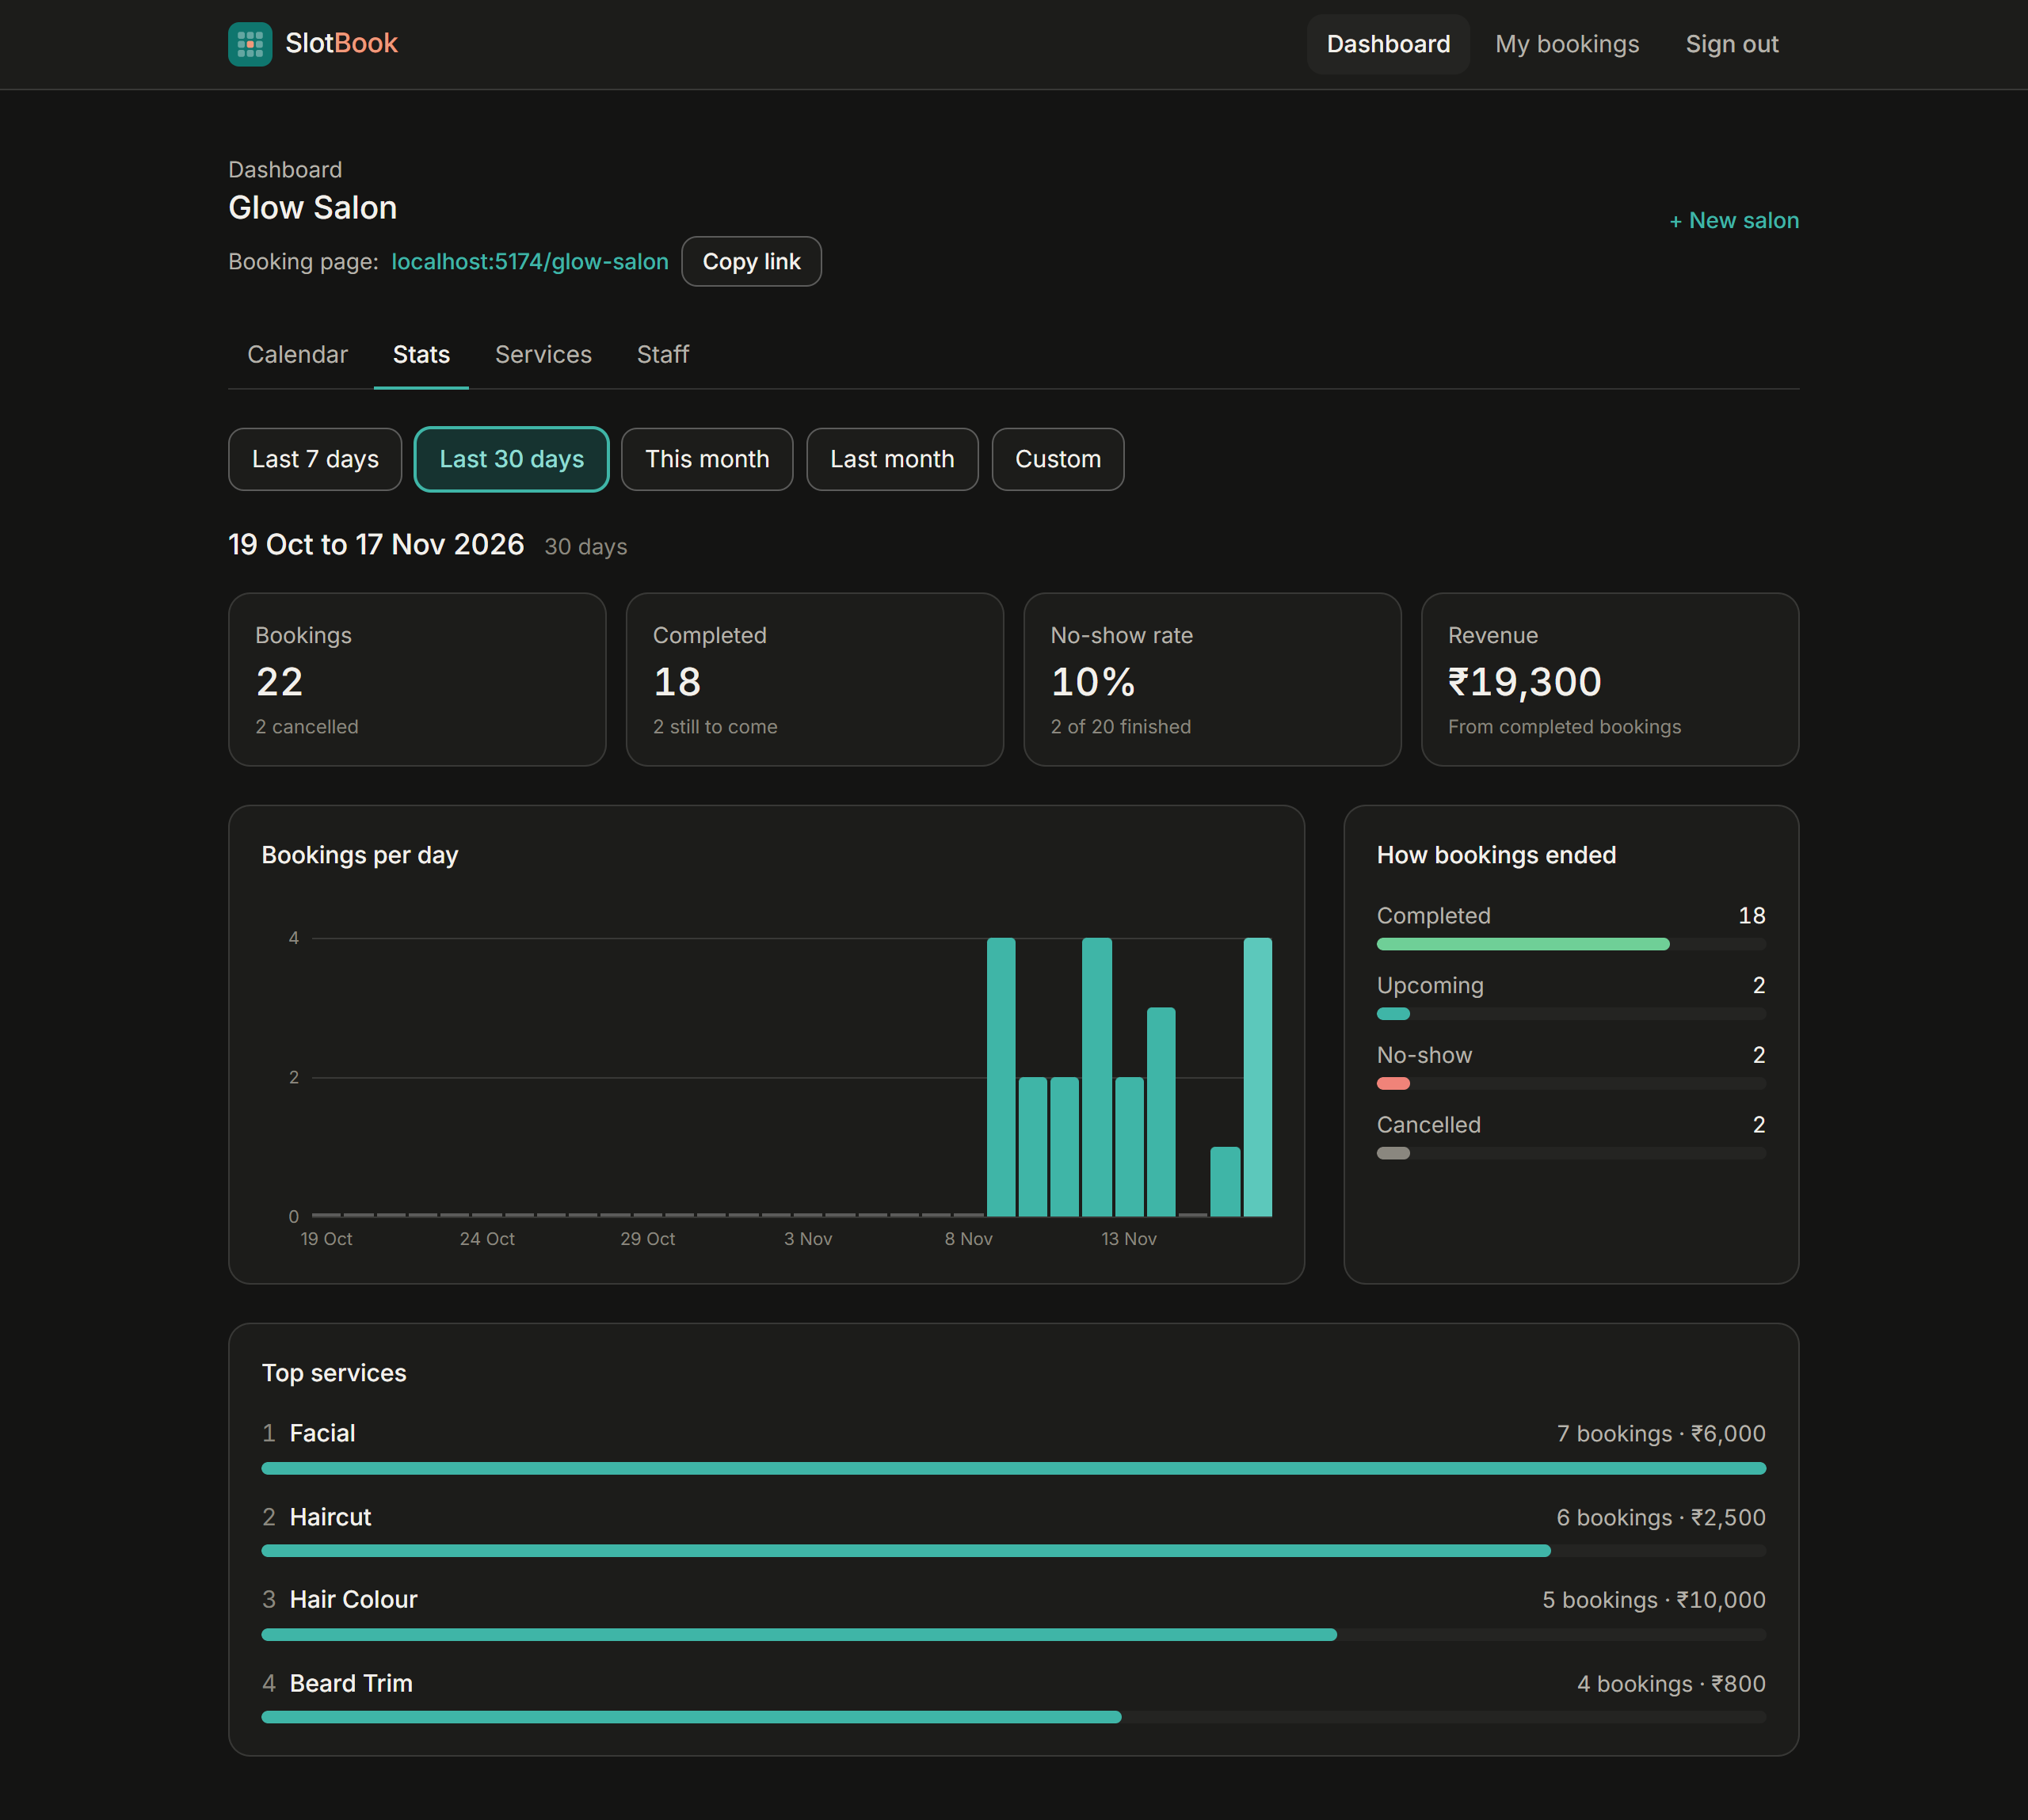 SlotBook
Dashboard My bookings Sign out
Dashboard
Glow Salon
+ New salon
Booking page: localhost:5174/glow-salon Copy link
Calendar Stats Services Staff
Last 7 days Last 30 days This month Last month Custom
19 Oct to 17 Nov 2026 30 days
Bookings
22
2 cancelled
Completed
18
2 still to come
No-show rate
10%
2 of 20 finished
Revenue
₹19,300
From completed bookings
Bookings per day
4
2
0
19 Oct 24 Oct 29 Oct 3 Nov 8 Nov 13 Nov
How bookings ended
Completed 18
Upcoming 2
No-show 2
Cancelled 2
Top services
1 Facial 7 bookings · ₹6,000
2 Haircut 6 bookings · ₹2,500
3 Hair Colour 5 bookings · ₹10,000
4 Beard Trim 4 bookings · ₹800